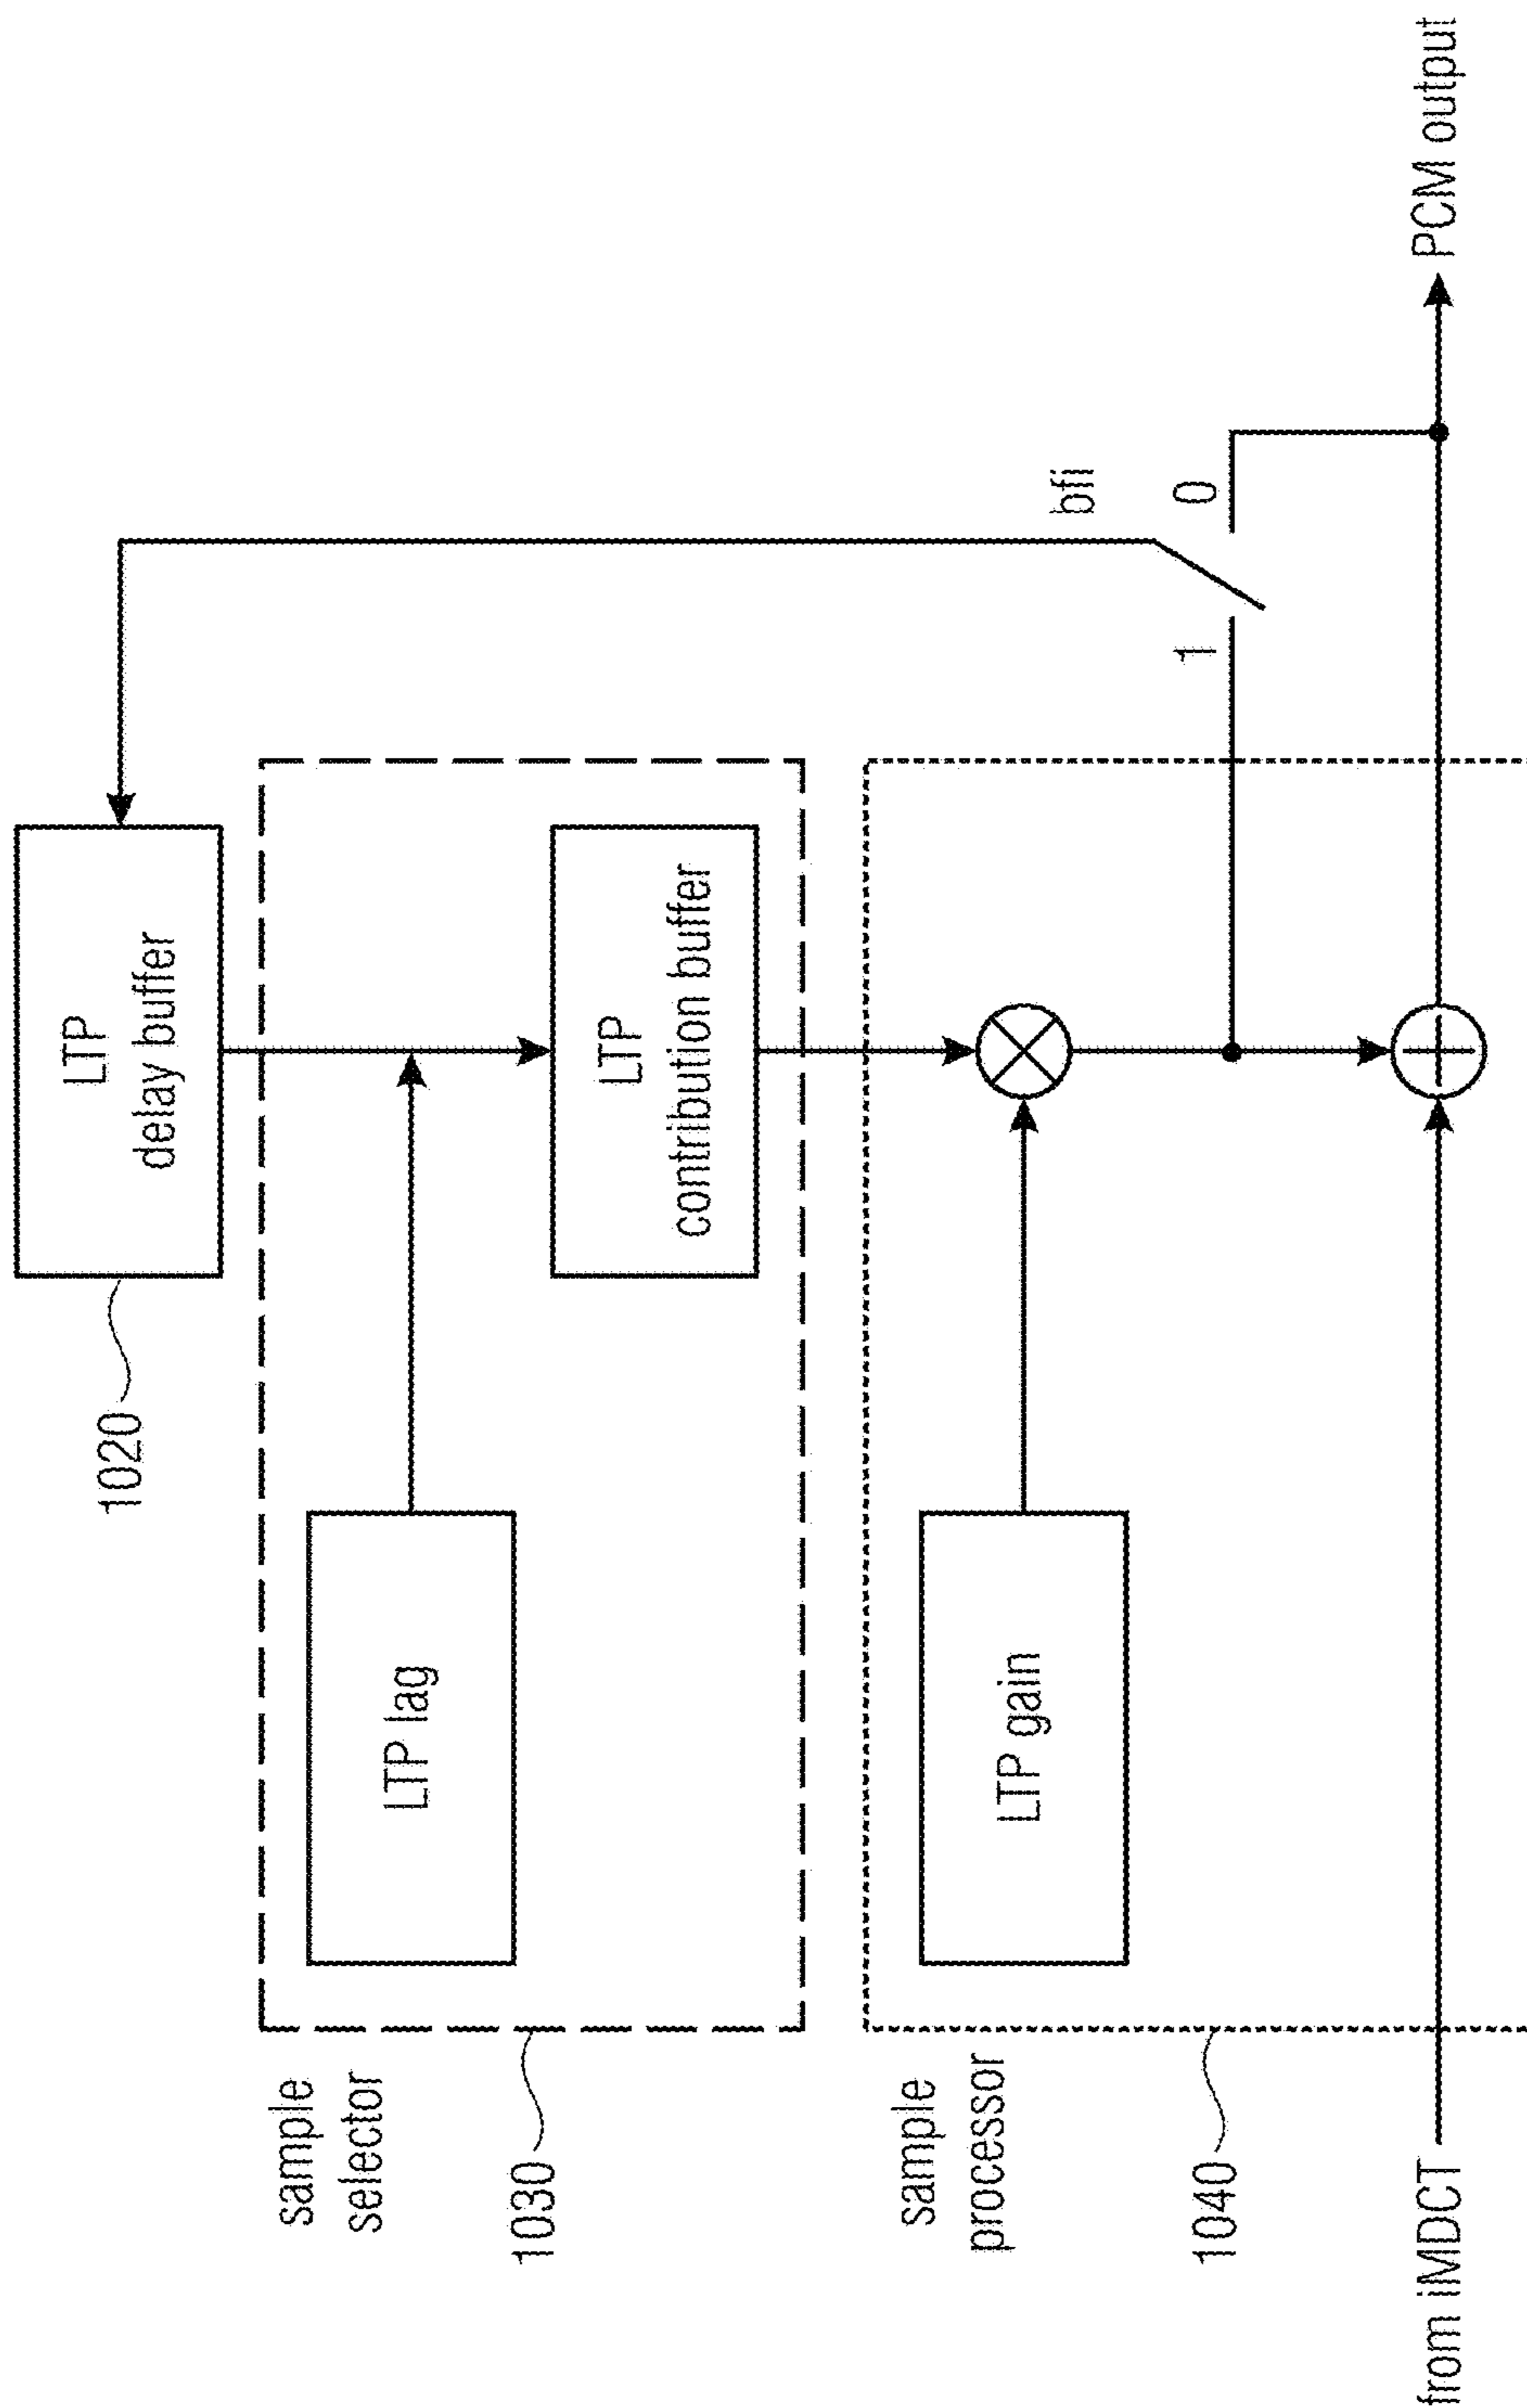 LTP
delay buffer
1020
LTP lag
LTP
contribution buffer
sample
selector
1030
bfi
1
0
LTP gain
sample
processor
1040
from iMDCT
PCM output